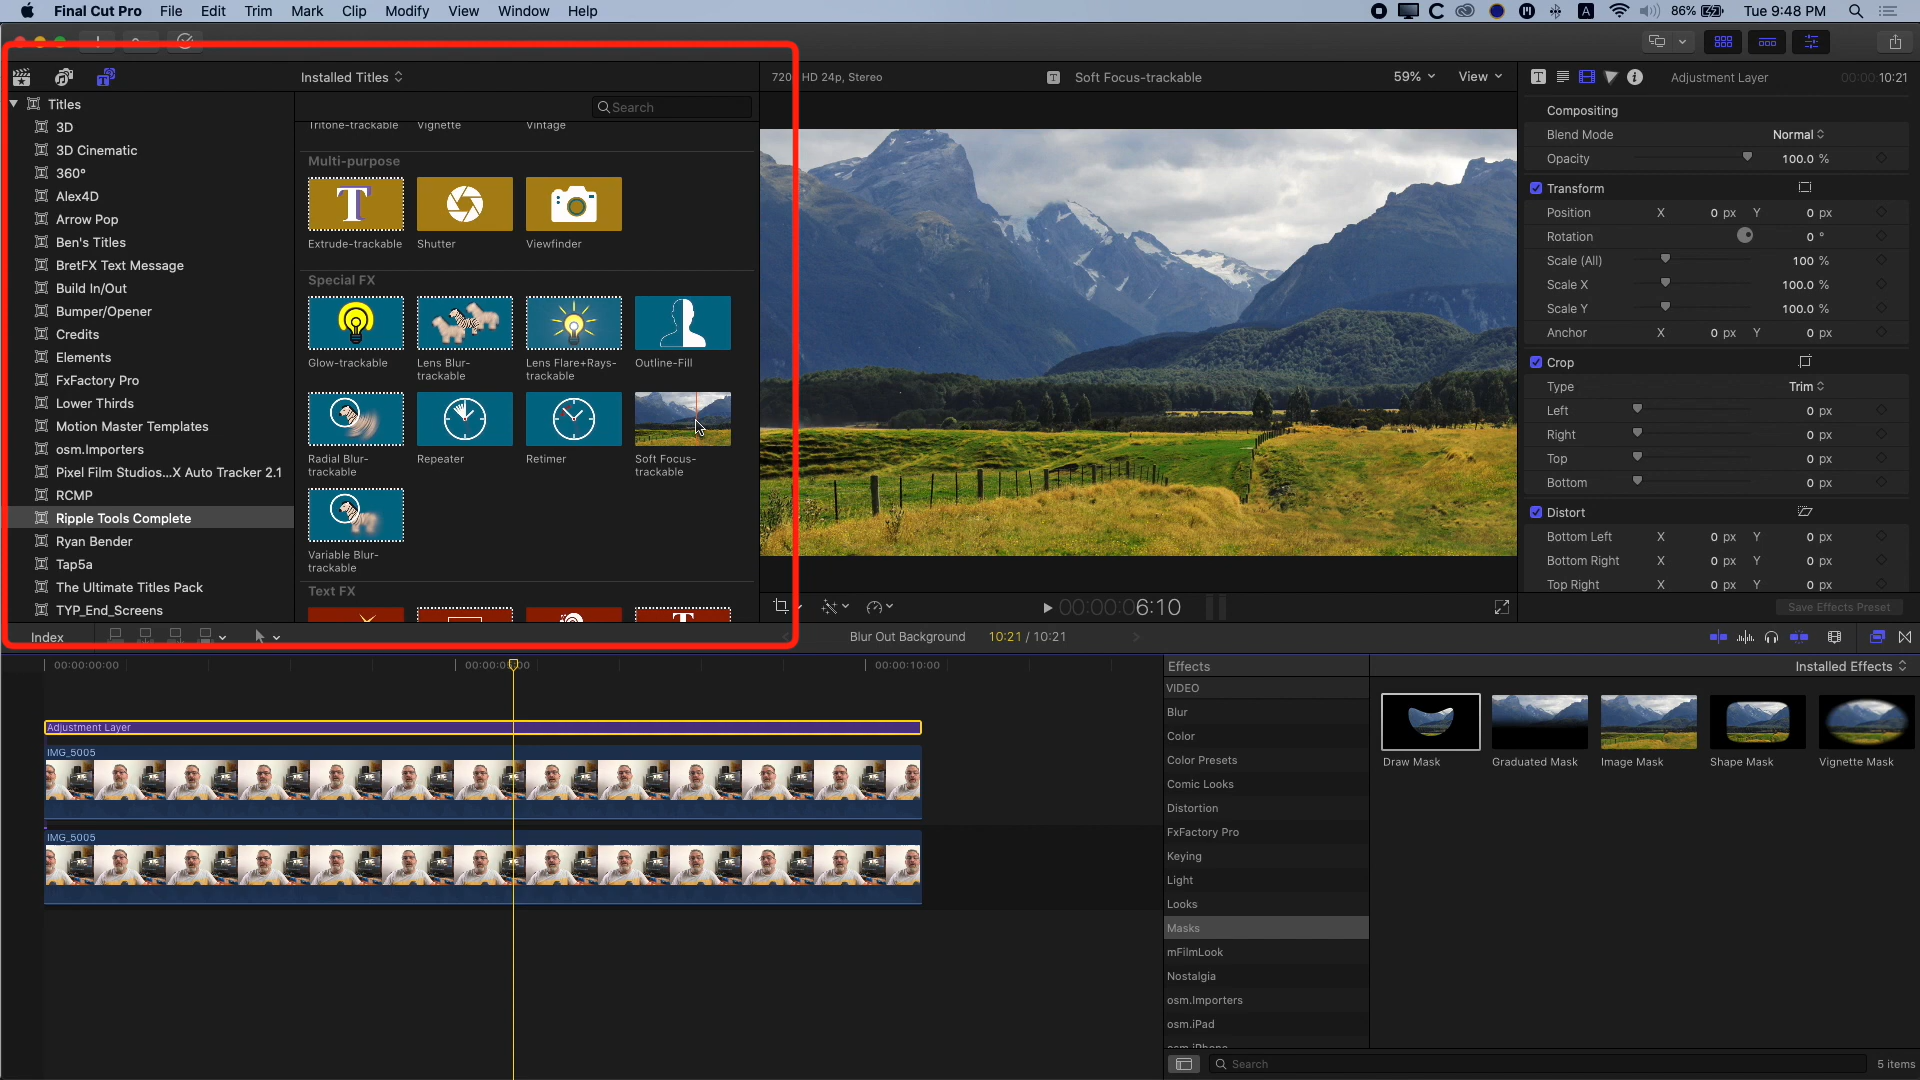 Final Cut Pro File Edit Trim Mark Clip Modify View Window Help
86% Tue 9:48 PM
Installed Titles
Search
Titles
3D
3D Cinematic
360°
Alex4D
Arrow Pop
Ben's Titles
BretFX Text Message
Build In/Out
Bumper/Opener
Credits
Elements
FxFactory Pro
Lower Thirds
Motion Master Templates
osm.Importers
Pixel Film Studios...X Auto Tracker 2.1
RCMP
Ripple Tools Complete
Ryan Bender
Tap5a
The Ultimate Titles Pack
TYP_End_Screens
Tritone-trackable Vignette Vintage
Multi-purpose
Extrude-trackable Shutter Viewfinder
Special FX
Glow-trackable
Lens Blur-
trackable
Lens Flare+Rays-
trackable
Outline-Fill
Radial Blur-
trackable
Repeater
Retimer
Soft Focus-
trackable
Variable Blur-
trackable
Text FX
HD 24p, Stereo
Soft Focus-trackable
59% View
00:00:06:10
Adjustment Layer 00:00 10:21
Compositing
Blend Mode Normal
Opacity 100.0 %
Transform
Position X 0 px Y 0 px
Rotation 0 °
Scale (All) 100 %
Scale X 100.0 %
Scale Y 100.0 %
Anchor X 0 px Y 0 px
Crop
Type Trim
Left 0 px
Right 0 px
Top 0 px
Bottom 0 px
Distort
Bottom Left X 0 px Y 0 px
Bottom Right X 0 px Y 0 px
Top Right X 0 px Y 0 px
Save Effects Preset
Index
Blur Out Background 10:21 / 10:21
00:00:00:00
00:00:10:00
Adjustment Layer
IMG_5005
IMG_5005
Effects
Installed Effects
VIDEO
Blur
Color
Color Presets
Comic Looks
Distortion
FxFactory Pro
Keying
Light
Looks
Masks
mFilmLook
Nostalgia
osm.Importers
osm.iPad
osm.iPhone
Draw Mask Graduated Mask Image Mask Shape Mask Vignette Mask
Search
5 items